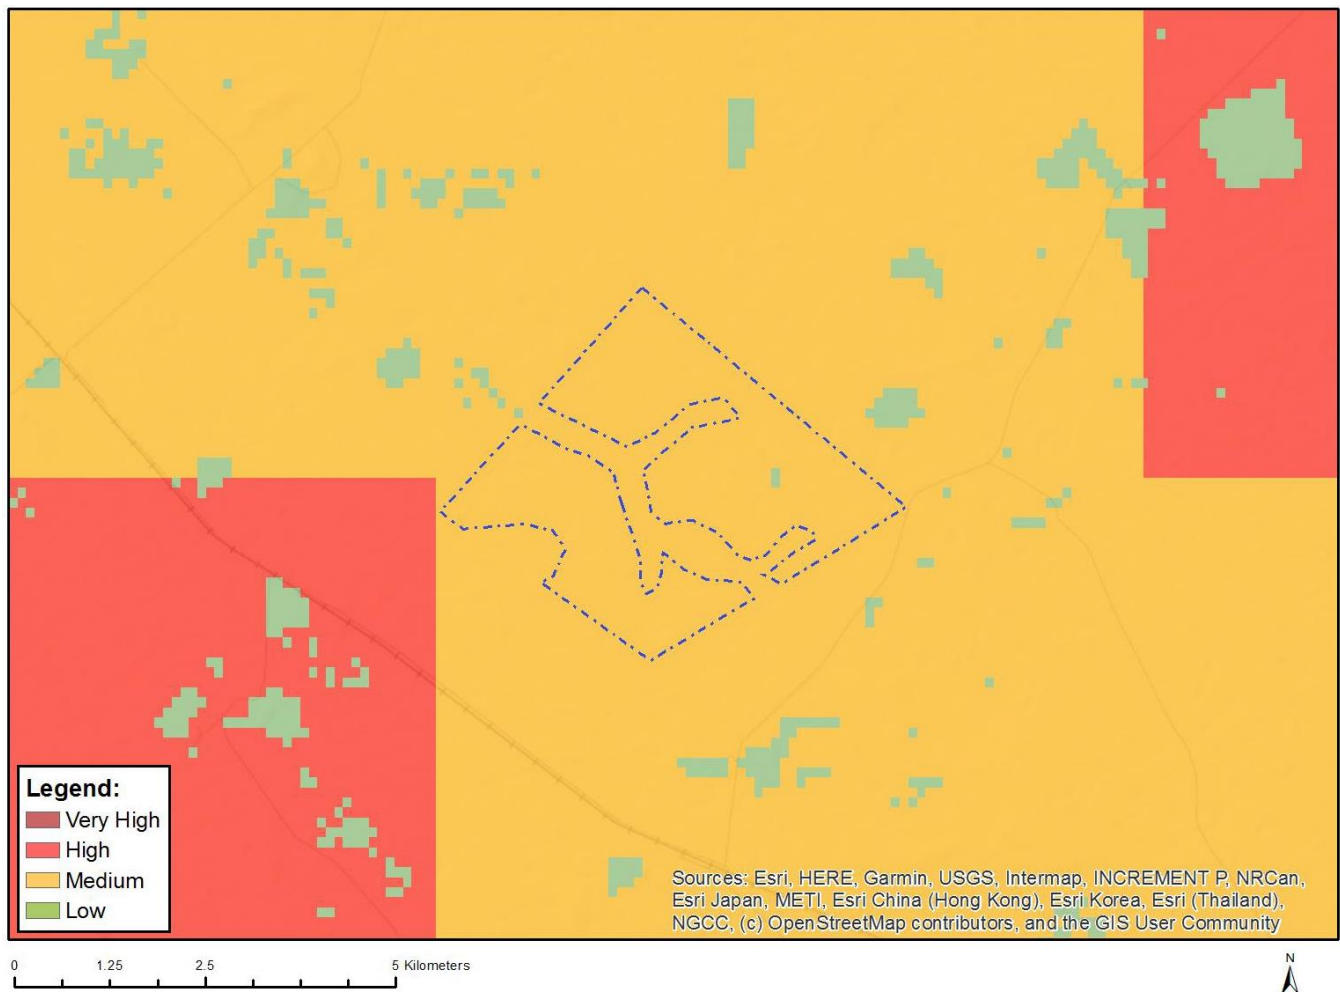 Legend:
Very High
High
Medium
Low
Sources: Esri, HERE, Garmin, USGS, Intermap, INCREMENT P, NRCan,
Esri Japan, METI, Esri China (Hong Kong), Esri Korea, Esri (Thailand),
NGCC, (c) OpenStreetMap contributors, and the GIS User Community
0 1.25 2.5 5 Kilometers
N